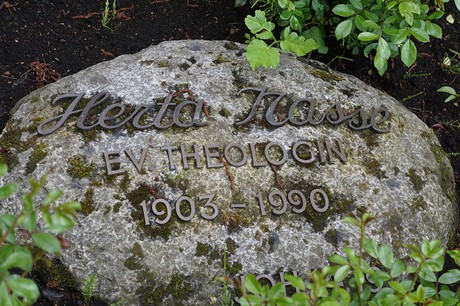 Herta Nasse
EV THEOLOGIN
1903 - 1990